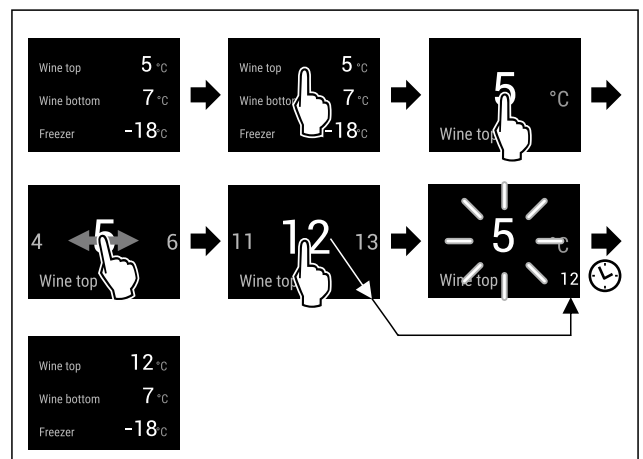 Wine top 5 °C
Wine bottom 7 °C
Freezer -18°C
Wine top 5 °C
Wine bottom 7 °C
Freezer -18°C
5 °C
Wine top
4 5 6
Wine top
11 12 13
Wine top
5 °C
Wine top 12
Wine top 12 °C
Wine bottom 7 °C
Freezer -18°C